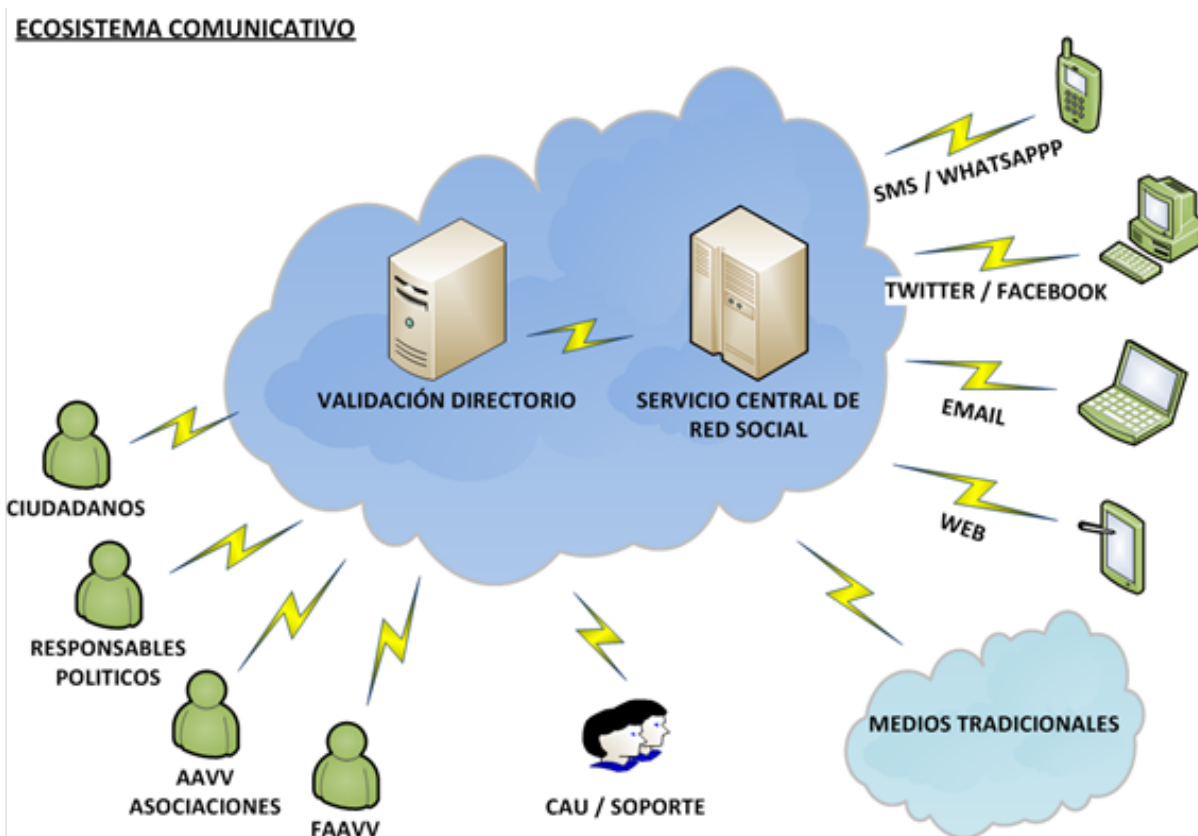 ECOSISTEMA COMUNICATIVO
SMS / WHATSAPPP
TWITTER / FACEBOOK
EMAIL
WEB
VALIDACIÓN DIRECTORIO
SERVICIO CENTRAL DE
RED SOCIAL
CIUDADANOS
RESPONSABLES
POLITICOS
AAVV
ASOCIACIONES
FAAVV
CAU / SOPORTE
MEDIOS TRADICIONALES